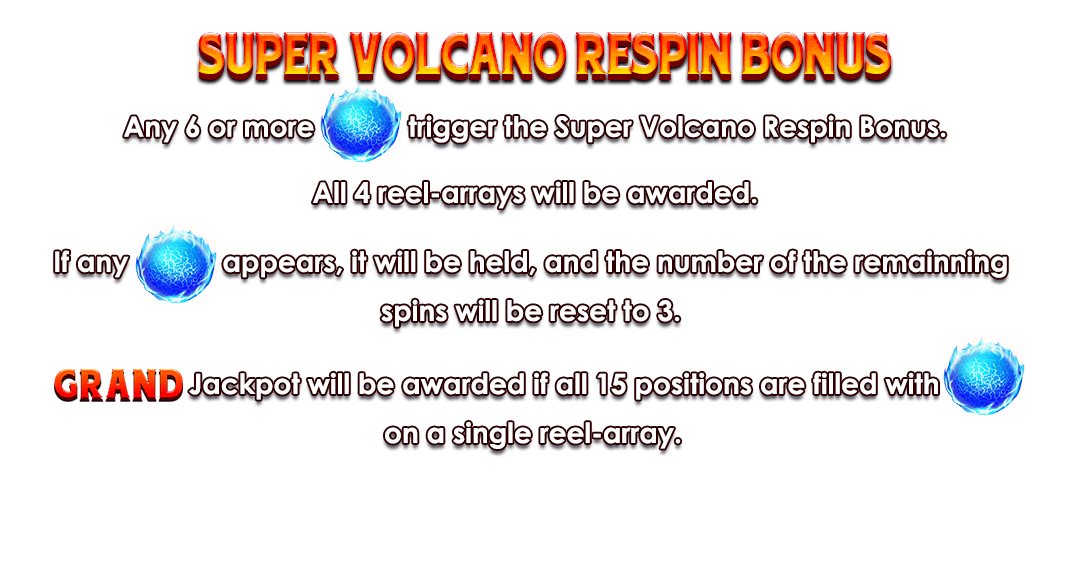 SUPER VOLCANO RESPIN BONUS
Any 6 or more trigger the Super Volcano Respin Bonus.
All 4 reel-arrays will be awarded.
If any appears, it will be held, and the number of the remainning
spins will be reset to 3.
GRAND Jackpot will be awarded if all 15 positions are filled with
on a single reel-array.